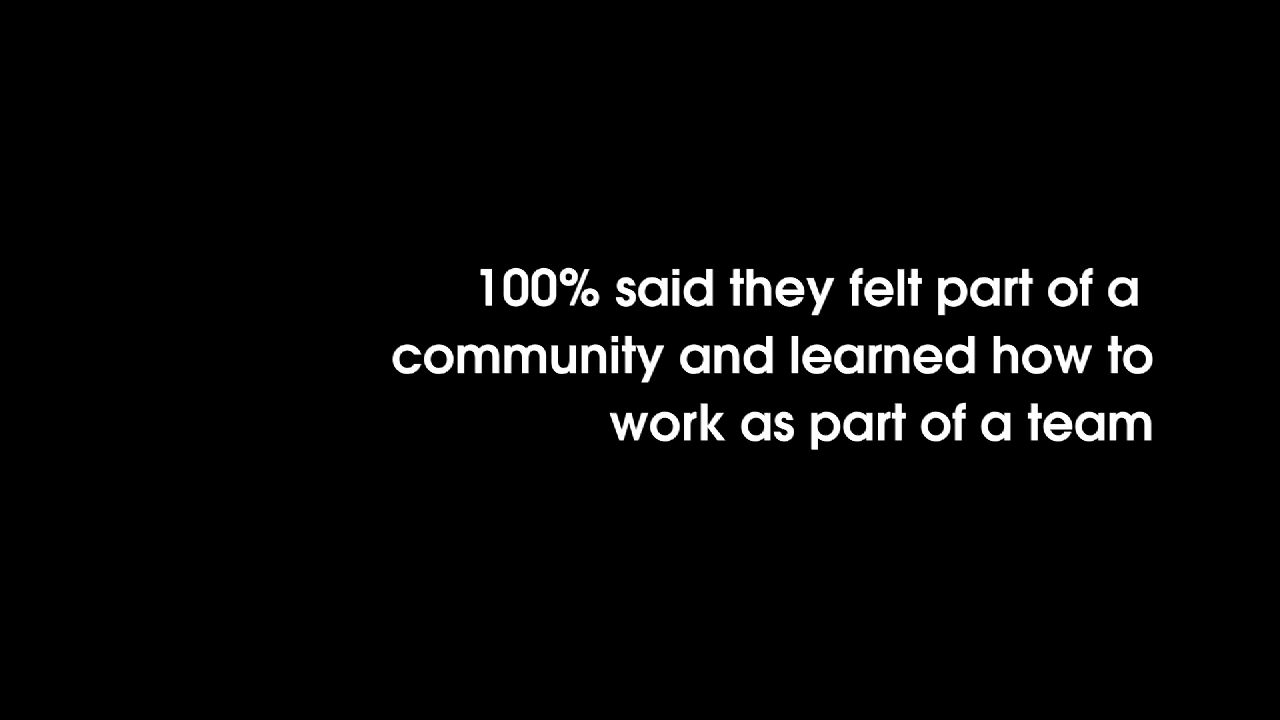 100% said they felt part of a
community and learned how to
work as part of a team